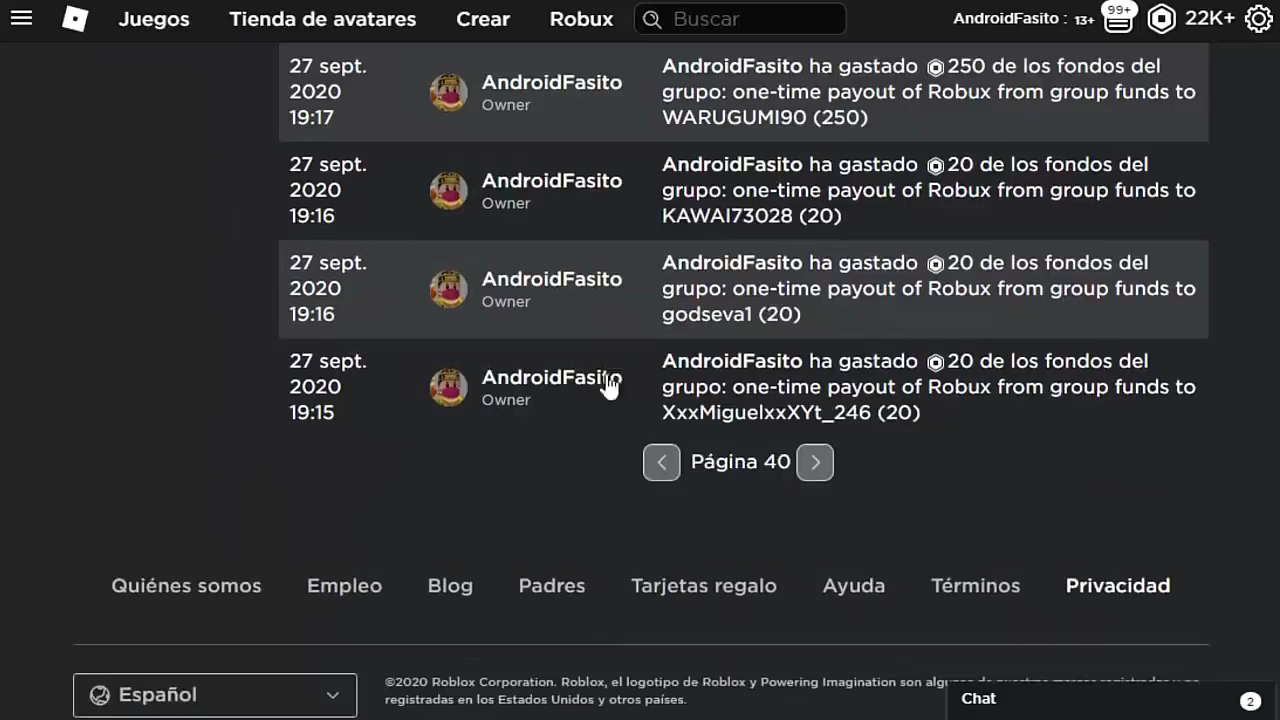 Juegos Tienda de avatares Crear Robux Buscar AndroidFasito : 13+ 99+ 22K+
27 sept. 2020 19:17
AndroidFasito
Owner
AndroidFasito ha gastado 250 de los fondos del
grupo: one-time payout of Robux from group funds to
WARUGUMI90 (250)
27 sept. 2020 19:16
AndroidFasito
Owner
AndroidFasito ha gastado 20 de los fondos del
grupo: one-time payout of Robux from group funds to
KAWAI73028 (20)
27 sept. 2020 19:16
AndroidFasito
Owner
AndroidFasito ha gastado 20 de los fondos del
grupo: one-time payout of Robux from group funds to
godseva1 (20)
27 sept. 2020 19:15
AndroidFasito
Owner
AndroidFasito ha gastado 20 de los fondos del
grupo: one-time payout of Robux from group funds to
XxxMiguelxxXYt_246 (20)
Página 40
Quiénes somos Empleo Blog Padres Tarjetas regalo Ayuda Términos Privacidad
Español
©2020 Roblox Corporation. Roblox, el logotipo de Roblox y Powering Imagination son
registradas en los Estados Unidos y otros países.
Chat 2